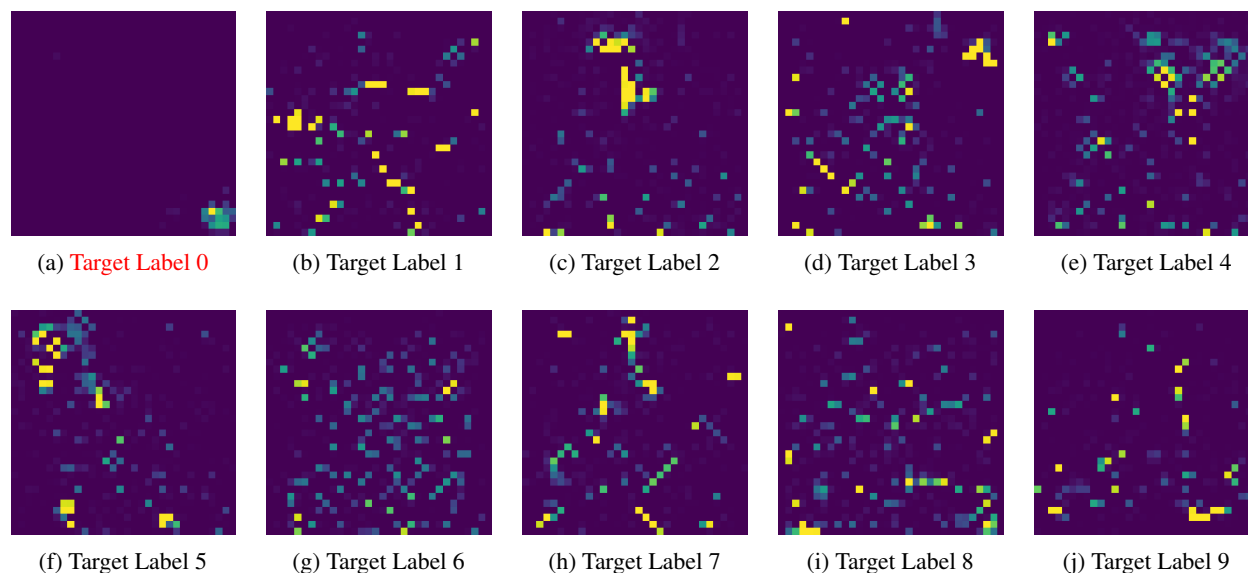 (a) Target Label 0
(b) Target Label 1
(c) Target Label 2
(d) Target Label 3
(e) Target Label 4
(f) Target Label 5
(g) Target Label 6
(h) Target Label 7
(i) Target Label 8
(j) Target Label 9